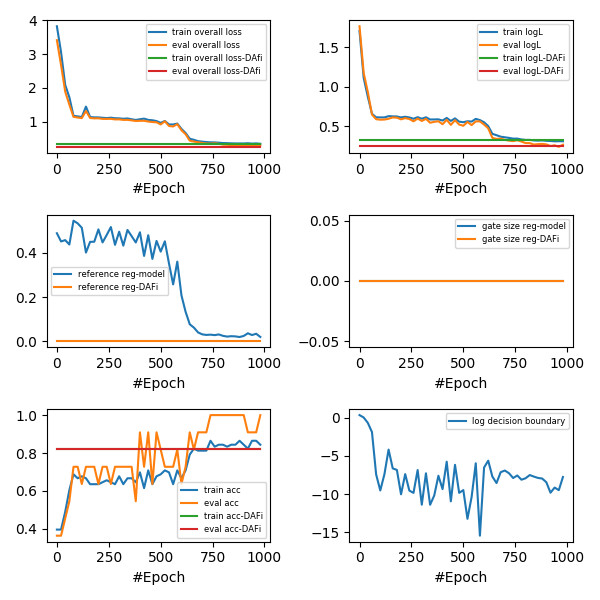 4
3
2
1
0 250 500 750 1000
#Epoch
train overall loss
eval overall loss
train overall loss-DAfi
eval overall loss-DAfi
1.5
1.0
0.5
0 250 500 750 1000
#Epoch
train logL
eval logL
train logL-DAFi
eval logL-DAFi
0.4
0.2
0.0
0 250 500 750 1000
#Epoch
reference reg-model
reference reg-DAFi
0.05
0.00
−0.05
0 250 500 750 1000
#Epoch
gate size reg-model
gate size reg-DAFi
1.0
0.8
0.6
0.4
0 250 500 750 1000
#Epoch
train acc
eval acc
train acc-DAFi
eval acc-DAFi
0
−5
−10
−15
0 250 500 750 1000
#Epoch
log decision boundary